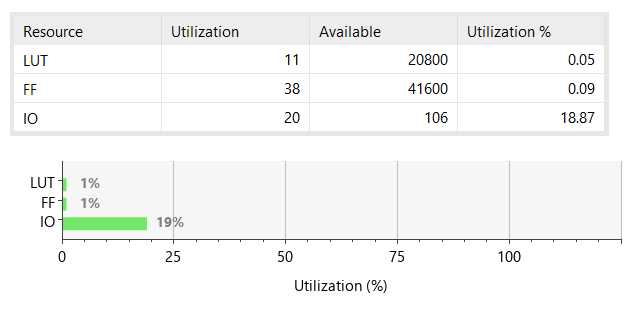 Resource Utilization Available Utilization %
LUT 11 20800 0.05
FF 38 41600 0.09
IO 20 106 18.87
LUT 1%
FF 1%
IO 19%
0 25 50 75 100
Utilization (%)